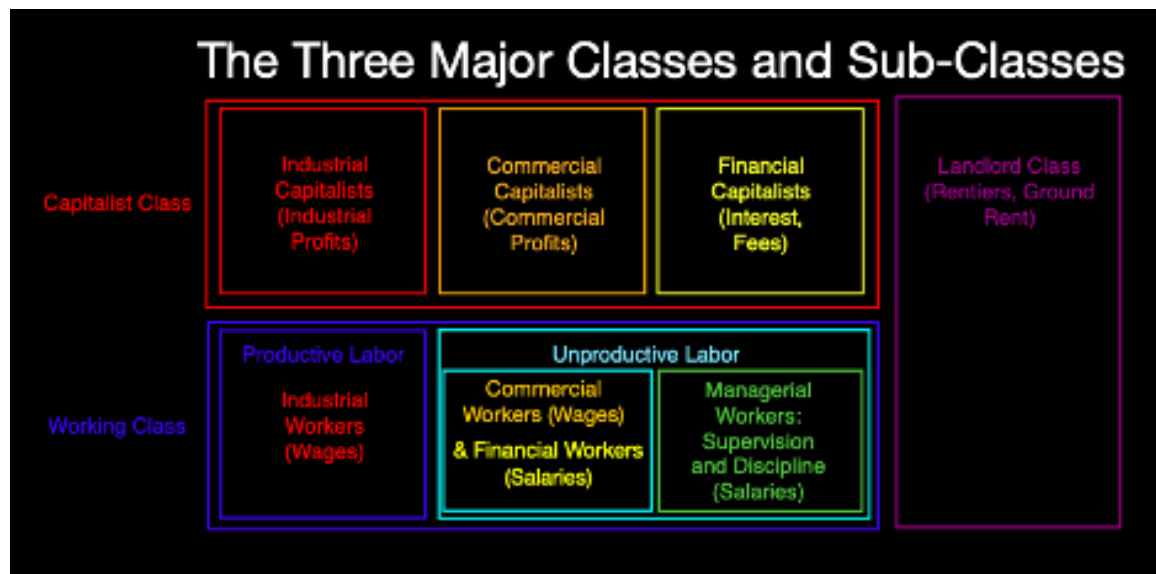 The Three Major Classes and Sub-Classes
Capitalist Class
Industrial
Capitalists
(Industrial
Profits)
Commercial
Capitalists
(Commercial
Profits)
Financial
Capitalists
(Interest,
Fees)
Landlord Class
(Rentiers, Ground
Rent)
Working Class
Productive Labor
Industrial
Workers
(Wages)
Unproductive Labor
Commercial
Workers (Wages)
& Financial Workers
(Salaries)
Managerial
Workers:
Supervision
and Discipline
(Salaries)